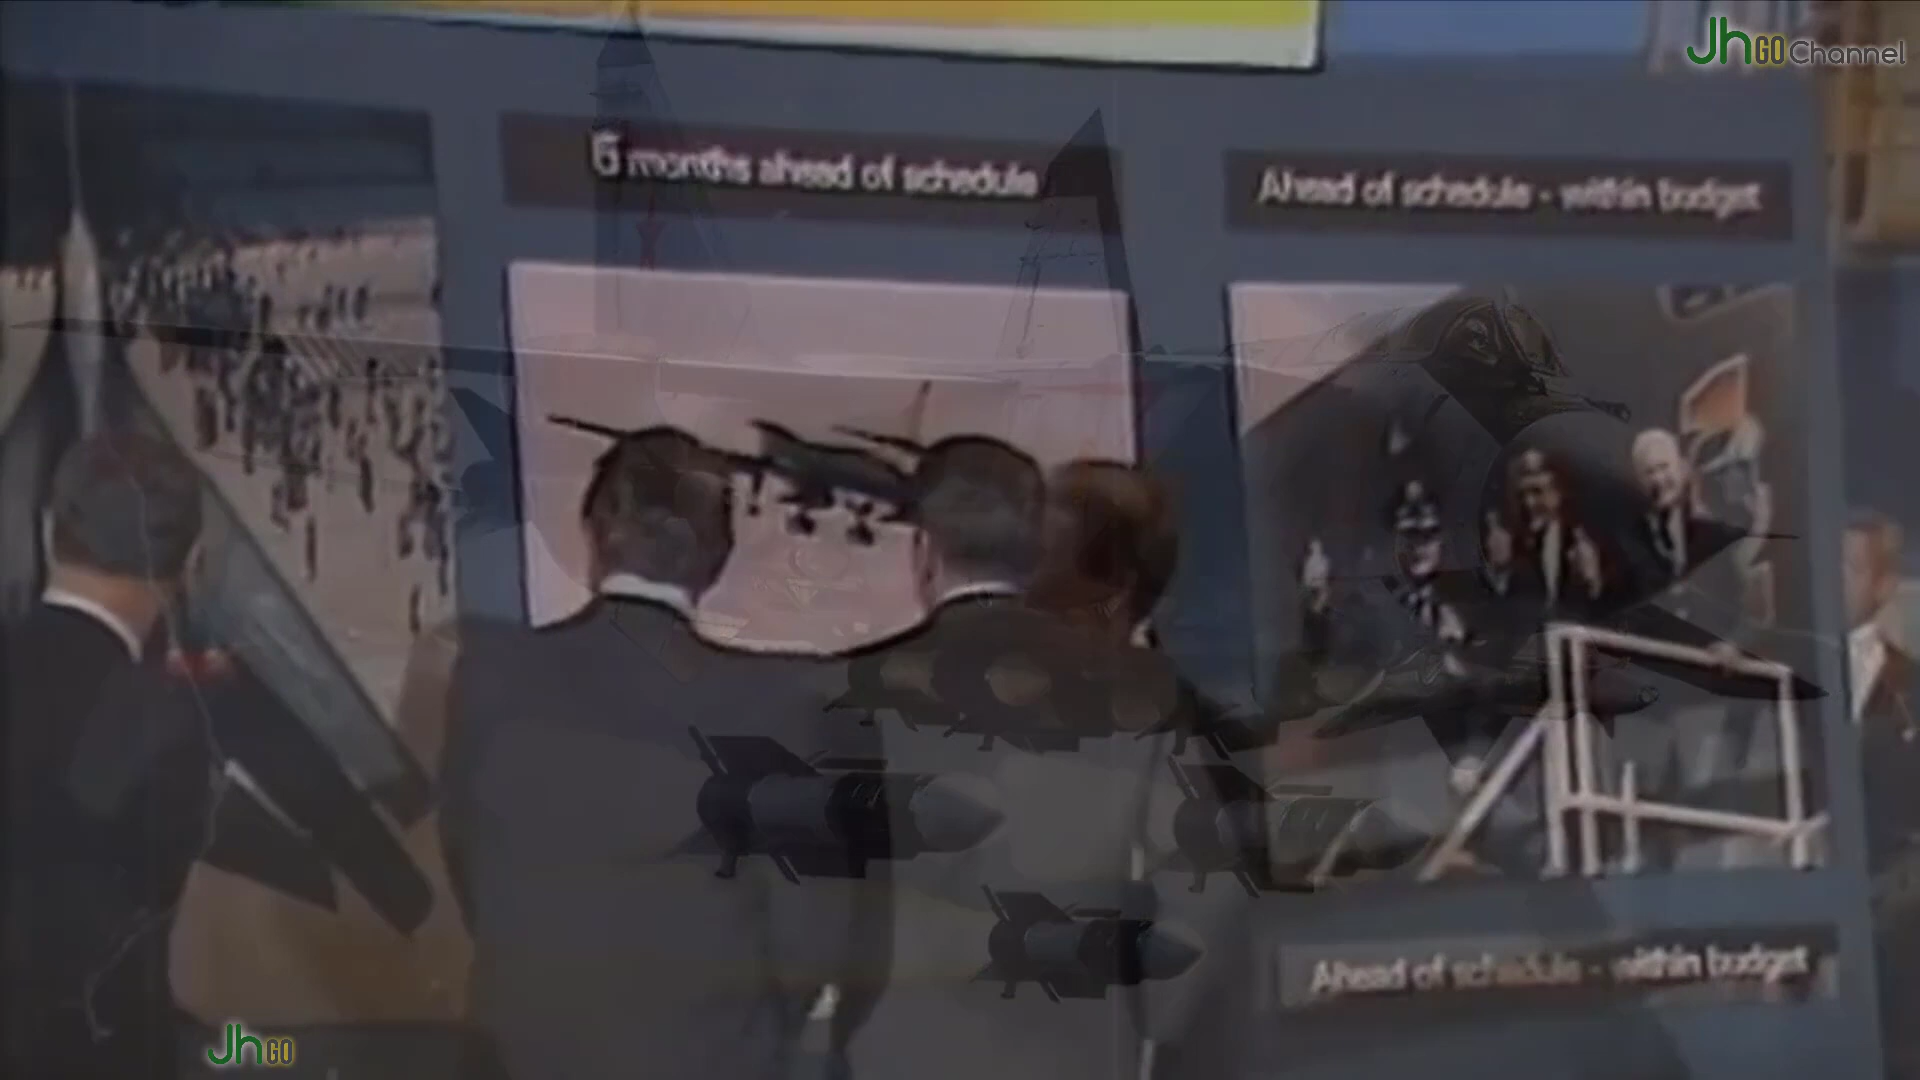 Jh GO Channel
6 months ahead of schedule
Ahead of schedule - within budget
Ahead of schedule - within budget
Jh GO